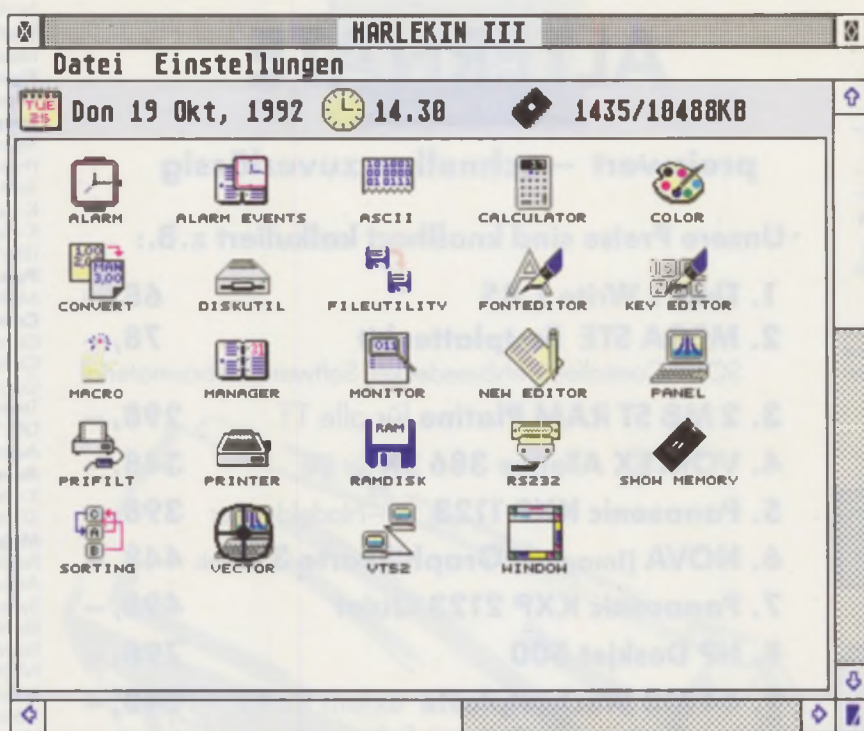 HARLEKIN III
Datei Einstellungen
TUE 25 Don 19 Okt, 1992 14.30 1435/10488KB
ALARM ALARM EVENTS ASCII CALCULATOR COLOR
CONVERT DISKUTIL FILEUTILITY FONTEDITOR KEY EDITOR
MACRO MANAGER MONITOR NEW EDITOR PANEL
RAM
PRIFILT PRINTER RAMDISK RS232 SHOW MEMORY
SORTING VECTOR VT52 WINDOW